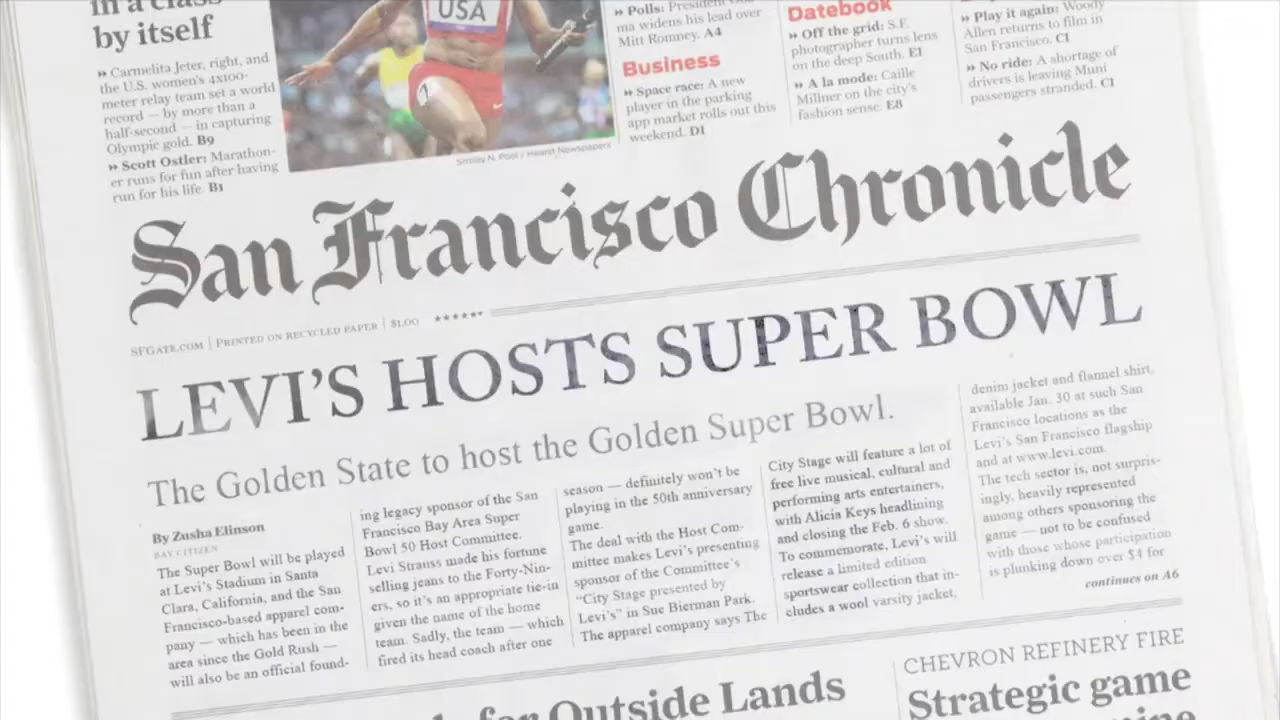 in a class
by itself
» Carmelita Jeter, right, and
the U.S. women's 4x100-
meter relay team set a world
record — by more than a
half-second — in capturing
Olympic gold. B9
» Scott Ostler: Marathon-
er runs for fun after having
run for his life. B1
USA
Smiley N. Pool / Hearst Newspapers
» Polls: President
ma widens his lead over
Mitt Romney. A4
Business
» Space race: A new
player in the parking
app market rolls out this
weekend. D1
Datebook
» Off the grid: S.F.
photographer turns lens
on the deep South. E1
» A la mode: Caille
Millner on the city's
fashion sense. E8
» Play it again: Woody
Allen returns to film in
San Francisco. C1
» No ride: A shortage of
drivers is leaving Muni
passengers stranded. C1
San Francisco Chronicle
SFGATE.COM | PRINTED ON RECYCLED PAPER | $1.00 ★★★★★
LEVI'S HOSTS SUPER BOWL
The Golden State to host the Golden Super Bowl.
By Zusha Elinson
BAY CITIZEN
The Super Bowl will be played
at Levi's Stadium in Santa
Clara, California, and the San
Francisco-based apparel com-
pany — which has been in the
area since the Gold Rush —
will also be an official found-
ing legacy sponsor of the San
Francisco Bay Area Super
Bowl 50 Host Committee.
Levi Strauss made his fortune
selling jeans to the Forty-Nin-
ers, so it's an appropriate tie-in
given the name of the home
team. Sadly, the team — which
fired its head coach after one
season — definitely won't be
playing in the 50th anniversary
game.
The deal with the Host Com-
mittee makes Levi's presenting
sponsor of the Committee's
"City Stage presented by
Levi's" in Sue Bierman Park.
The apparel company says The
City Stage will feature a lot of
free live musical, cultural and
performing arts entertainers,
with Alicia Keys headlining
and closing the Feb. 6 show.
To commemorate, Levi's will
release a limited edition
sportswear collection that in-
cludes a wool varsity jacket,
denim jacket and flannel shirt,
available Jan. 30 at such San
Francisco locations as the
Levi's San Francisco flagship
and at www.levi.com.
The tech sector is, not surpris-
ingly, heavily represented
among others sponsoring the
game — not to be confused
with those whose participation
is plunking down over $4 for
continues on A6
for Outside Lands
CHEVRON REFINERY FIRE
Strategic game